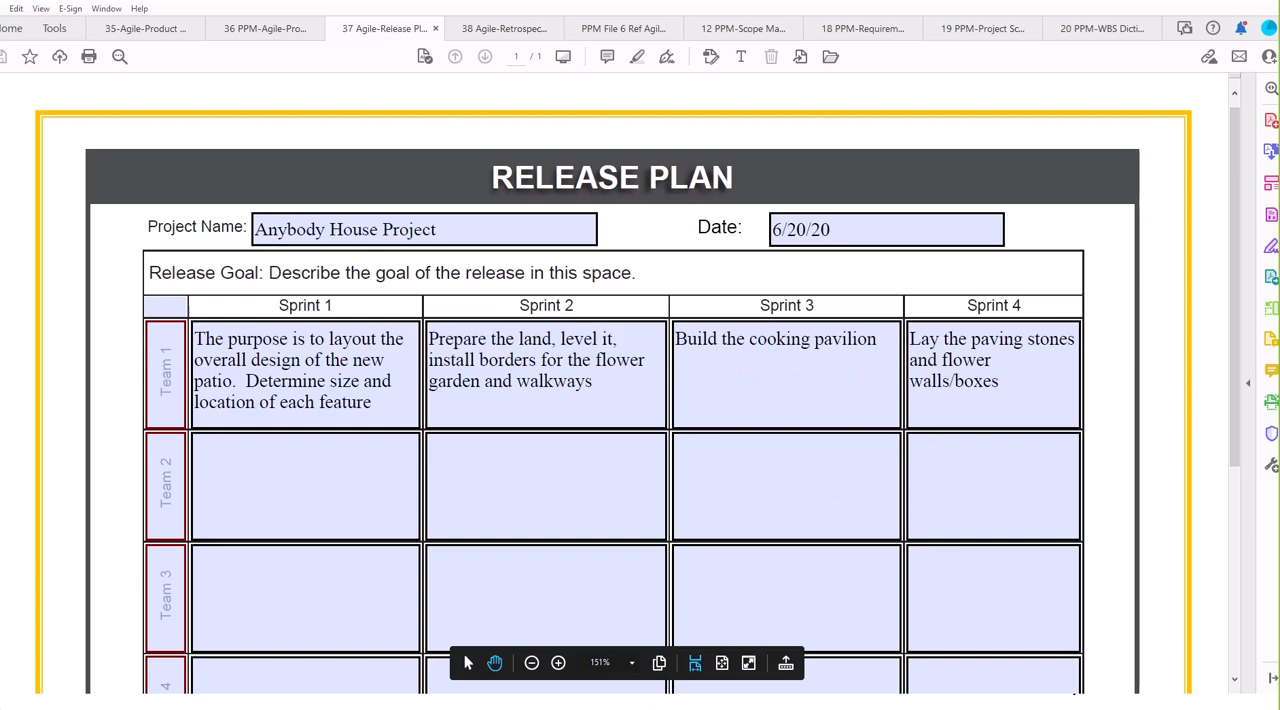 Edit View E-Sign Window Help
ome Tools 35-Agile-Product ... 36 PPM-Agile-Pro... 37 Agile-Release Pl... × 38 Agile-Retrospec... PPM File 6 Ref Agil... 12 PPM-Scope Ma... 18 PPM-Requirem... 19 PPM-Project Sc... 20 PPM-WBS Dicti...
1 / 1
RELEASE PLAN
Project Name: Anybody House Project Date: 6/20/20
Release Goal: Describe the goal of the release in this space.
Sprint 1 Sprint 2 Sprint 3 Sprint 4
Team 1
The purpose is to layout the
overall design of the new
patio. Determine size and
location of each feature
Prepare the land, level it,
install borders for the flower
garden and walkways
Build the cooking pavilion
Lay the paving stones
and flower
walls/boxes
Team 2
Team 3
4
151%